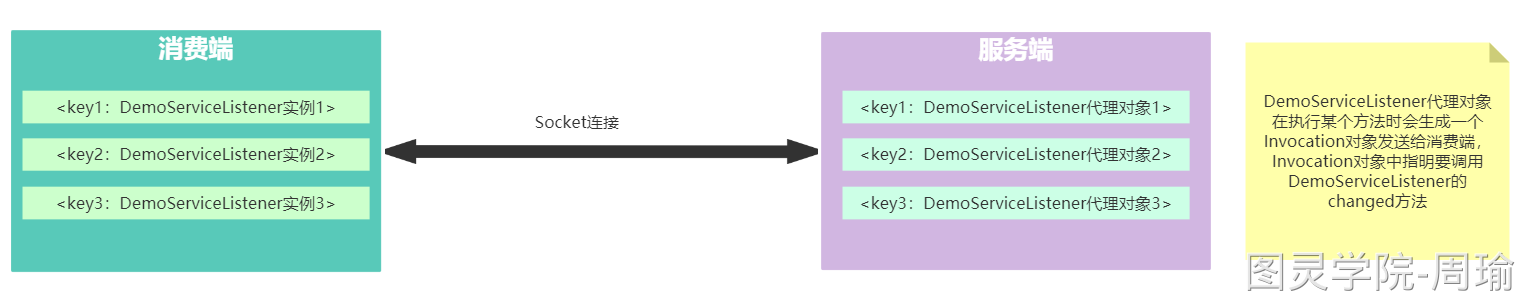 消费端
<key1：DemoServiceListener实例1>
<key2：DemoServiceListener实例2>
<key3：DemoServiceListener实例3>
Socket连接
服务端
<key1：DemoServiceListener代理对象1>
<key2：DemoServiceListener代理对象2>
<key3：DemoServiceListener代理对象3>
DemoServiceListener代理对象
在执行某个方法时会生成一个
Invocation对象发送给消费端，
Invocation对象中指明要调用
DemoServiceListener的
changed方法
图灵学院-周瑜